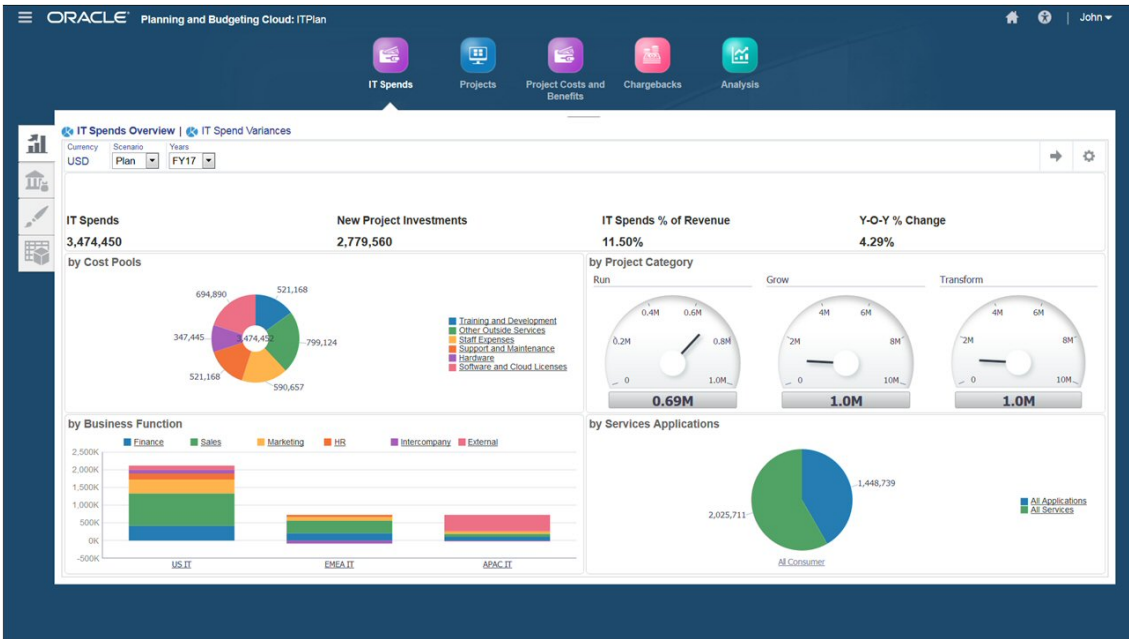 ORACLE® Planning and Budgeting Cloud: ITPlan
John
IT Spends
Projects
Project Costs and
Benefits
Chargebacks
Analysis
IT Spends Overview | IT Spend Variances
Currency Scenario Years
USD Plan FY17
IT Spends New Project Investments IT Spends % of Revenue Y-O-Y % Change
3,474,450 2,779,560 11.50% 4.29%
by Cost Pools
694,890
521,168
347,445
3,474,452
799,124
521,168
590,657
Training and Development
Other Outside Services
Staff Expenses
Support and Maintenance
Hardware
Software and Cloud Licenses
by Project Category
Run
0.4M 0.6M
0.2M 0.8M
0 1.0M
0.69M
Grow
4M 6M
2M 8M
0 10M
1.0M
Transform
4M 6M
2M 8M
0 10M
1.0M
by Business Function
Finance Sales Marketing HR Intercompany External
2,500K
2,000K
1,500K
1,000K
500K
0K
-500K
US IT EMEA IT APAC IT
by Services Applications
1,448,739
2,025,711
All Applications
All Services
All Consumer